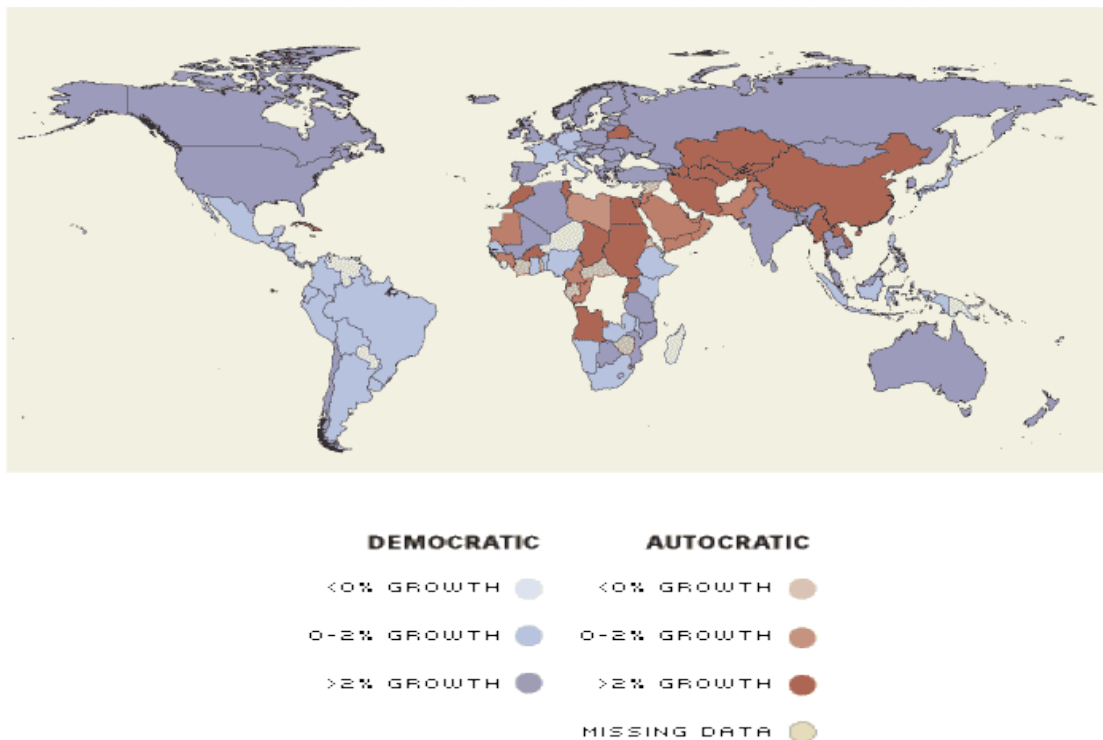 DEMOCRATIC AUTOCRATIC
<0% GROWTH <0% GROWTH
0-2% GROWTH 0-2% GROWTH
>2% GROWTH >2% GROWTH
MISSING DATA